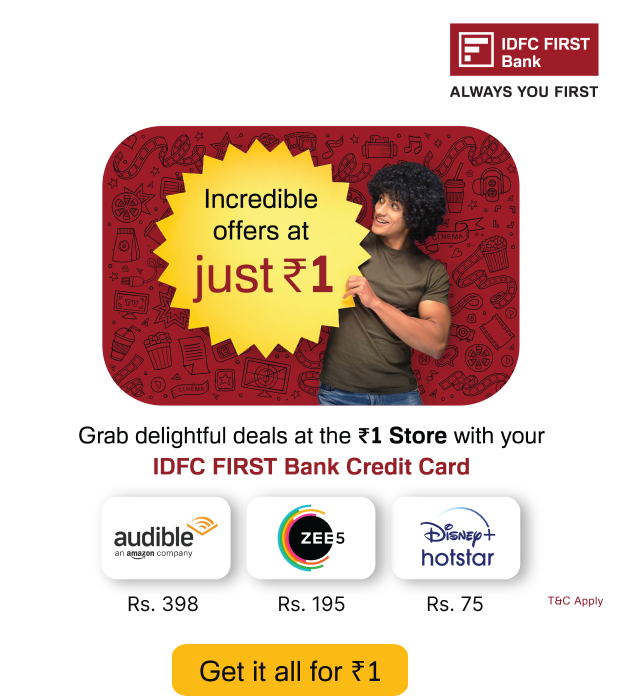 IDFC FIRST
Bank
ALWAYS YOU FIRST
Incredible
offers at
just ₹1
CINEMA
TV
CINEMA
Grab delightful deals at the ₹1 Store with your
IDFC FIRST Bank Credit Card
audible
an amazon company
ZEE5
Disney+
hotstar
Rs. 398
Rs. 195
Rs. 75
T&C Apply
Get it all for ₹1